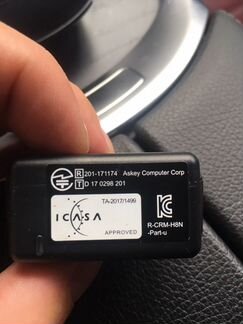 R 201-171174 Askey Computer Corp
T D 17 0298 201
TA-2017/1499
ICASA
APPROVED
R-CRM-H8N
-Part-u